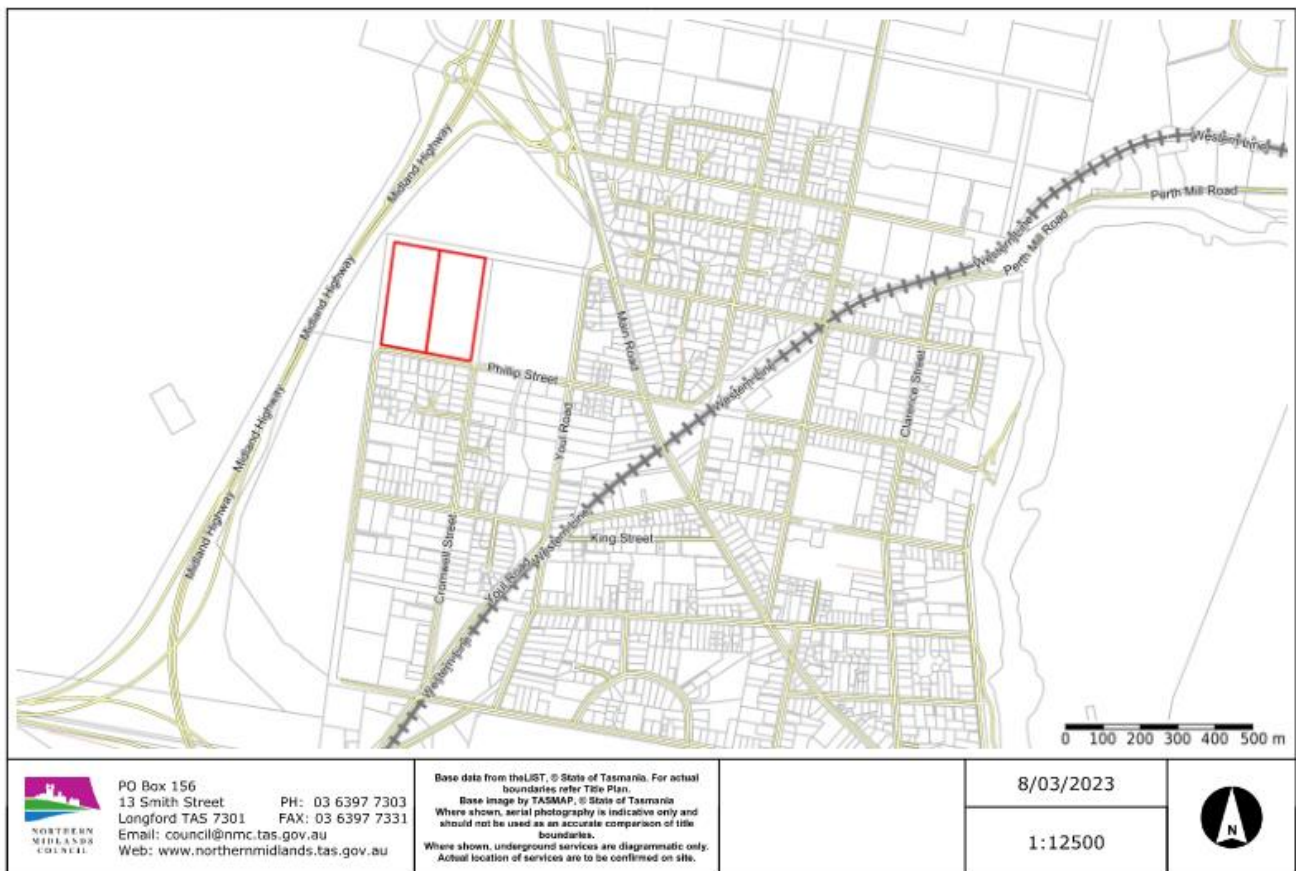 Midland Highway
Western Line
Western Line
Perth Mill Road
Midland Highway
Western Line
Perth Mill Road
Main Road
Phillip Street
Western Line
Clarence Street
Youl Road
Midland Highway
Midland Highway
Western Line
King Street
Cromwell Street
Youl Road
Western Line
0 100 200 300 400 500 m
NORTHERN
MIDLANDS
COUNCIL
PO Box 156
13 Smith Street PH: 03 6397 7303
Longford TAS 7301 FAX: 03 6397 7331
Email: council@nmc.tas.gov.au
Web: www.northernmidlands.tas.gov.au
Base data from theLIST, © State of Tasmania. For actual
boundaries refer Title Plan.
Base image by TASMAP, © State of Tasmania
Where shown, aerial photography is indicative only and
should not be used as an accurate comparison of title
boundaries.
Where shown, underground services are diagrammatic only.
Actual location of services are to be confirmed on site.
8/03/2023
1:12500
N